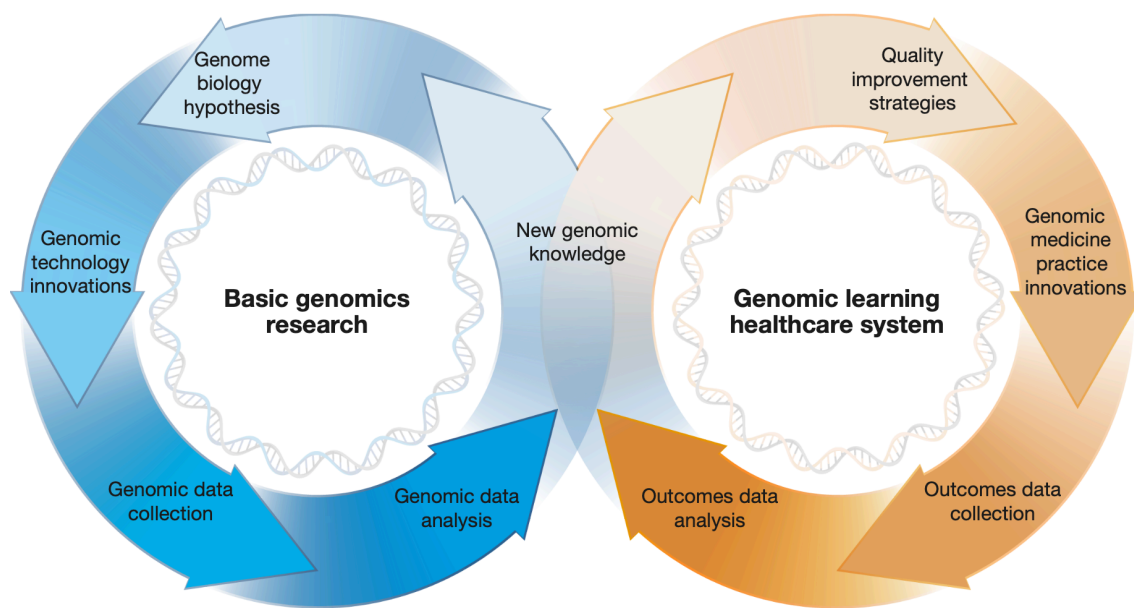 Genome
biology
hypothesis
Genomic
technology
innovations
Genomic data
collection
Genomic data
analysis
Basic genomics
research
New genomic
knowledge
Quality
improvement
strategies
Genomic
medicine
practice
innovations
Outcomes data
collection
Outcomes data
analysis
Genomic learning
healthcare system